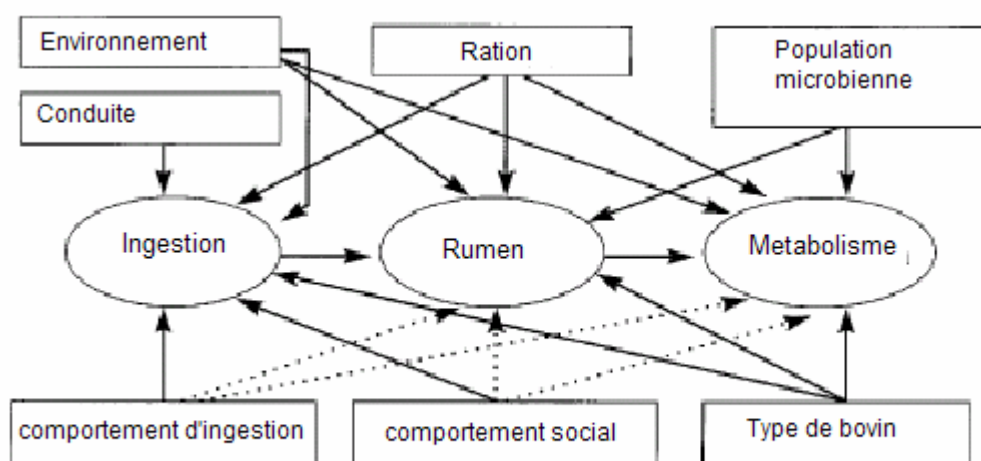 Environnement
Ration
Population
microbienne
Conduite
Ingestion
Rumen
Metabolisme
comportement d'ingestion
comportement social
Type de bovin